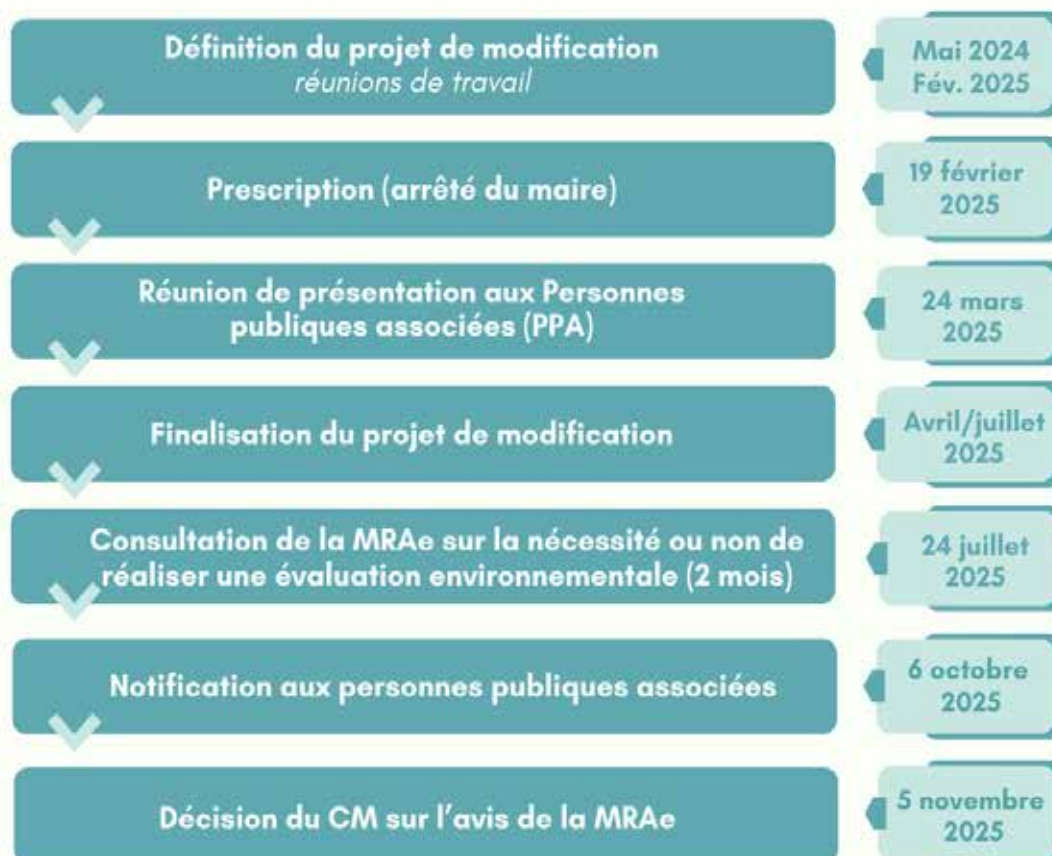 Définition du projet de modification
réunions de travail
Mai 2024
Fév. 2025
Prescription (arrêté du maire)
19 février
2025
Réunion de présentation aux Personnes
publiques associées (PPA)
24 mars
2025
Finalisation du projet de modification
Avril/juillet
2025
Consultation de la MRAe sur la nécessité ou non de
réaliser une évaluation environnementale (2 mois)
24 juillet
2025
Notification aux personnes publiques associées
6 octobre
2025
Décision du CM sur l'avis de la MRAe
5 novembre
2025